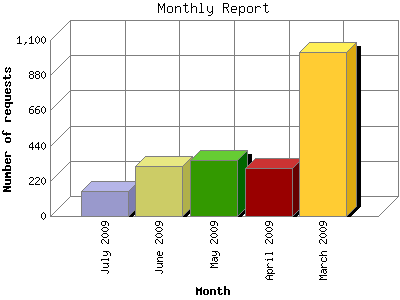 Monthly Report
Number of requests
1,100
880
660
440
220
0
July 2009
June 2009
May 2009
April 2009
March 2009
Month